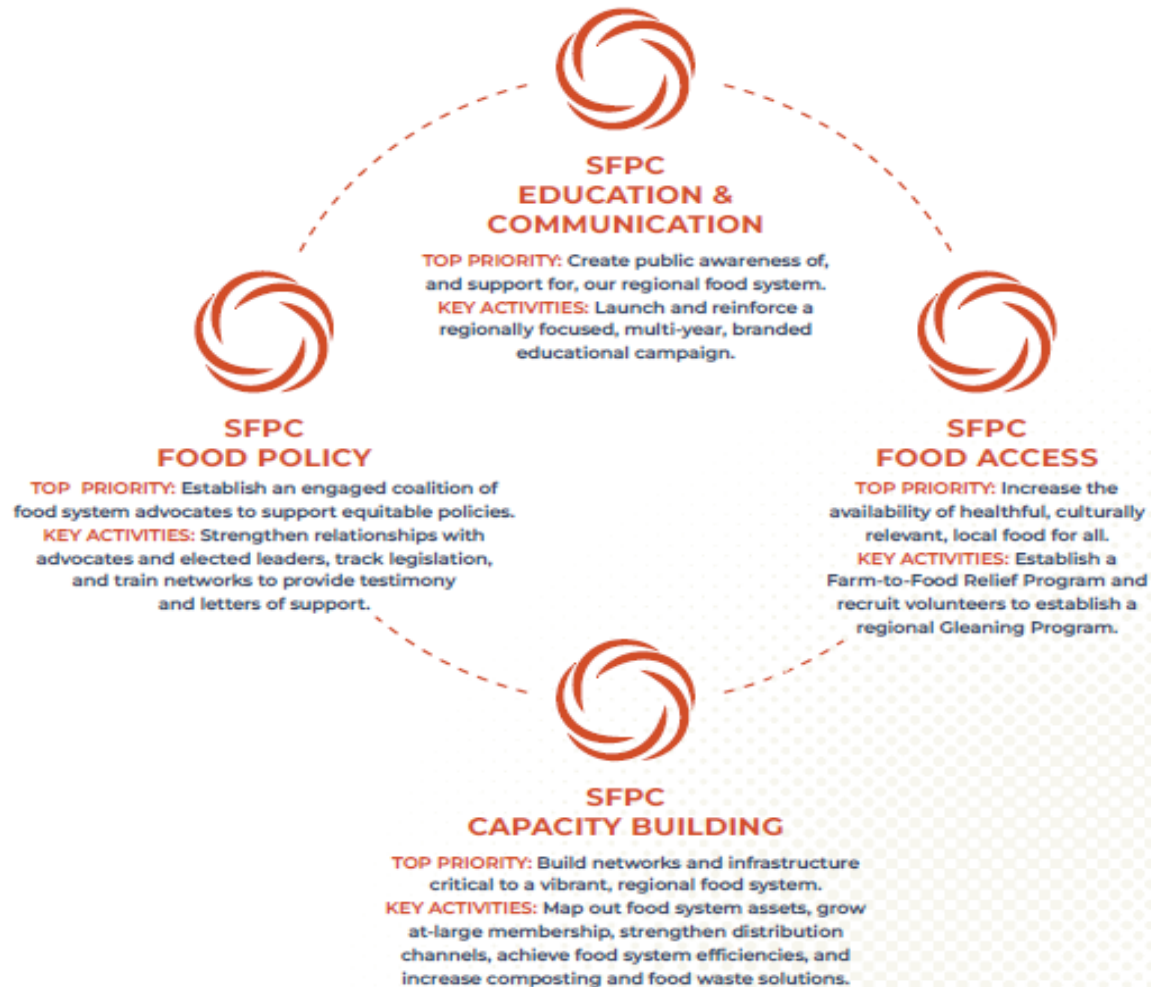 SFPC
EDUCATION &
COMMUNICATION
TOP PRIORITY: Create public awareness of,
and support for, our regional food system.
KEY ACTIVITIES: Launch and reinforce a
regionally focused, multi-year, branded
educational campaign.
SFPC
FOOD POLICY
TOP PRIORITY: Establish an engaged coalition of
food system advocates to support equitable policies.
KEY ACTIVITIES: Strengthen relationships with
advocates and elected leaders, track legislation,
and train networks to provide testimony
and letters of support.
SFPC
FOOD ACCESS
TOP PRIORITY: Increase the
availability of healthful, culturally
relevant, local food for all.
KEY ACTIVITIES: Establish a
Farm-to-Food Relief Program and
recruit volunteers to establish a
regional Gleaning Program.
SFPC
CAPACITY BUILDING
TOP PRIORITY: Build networks and infrastructure
critical to a vibrant, regional food system.
KEY ACTIVITIES: Map out food system assets, grow
at-large membership, strengthen distribution
channels, achieve food system efficiencies, and
increase composting and food waste solutions.